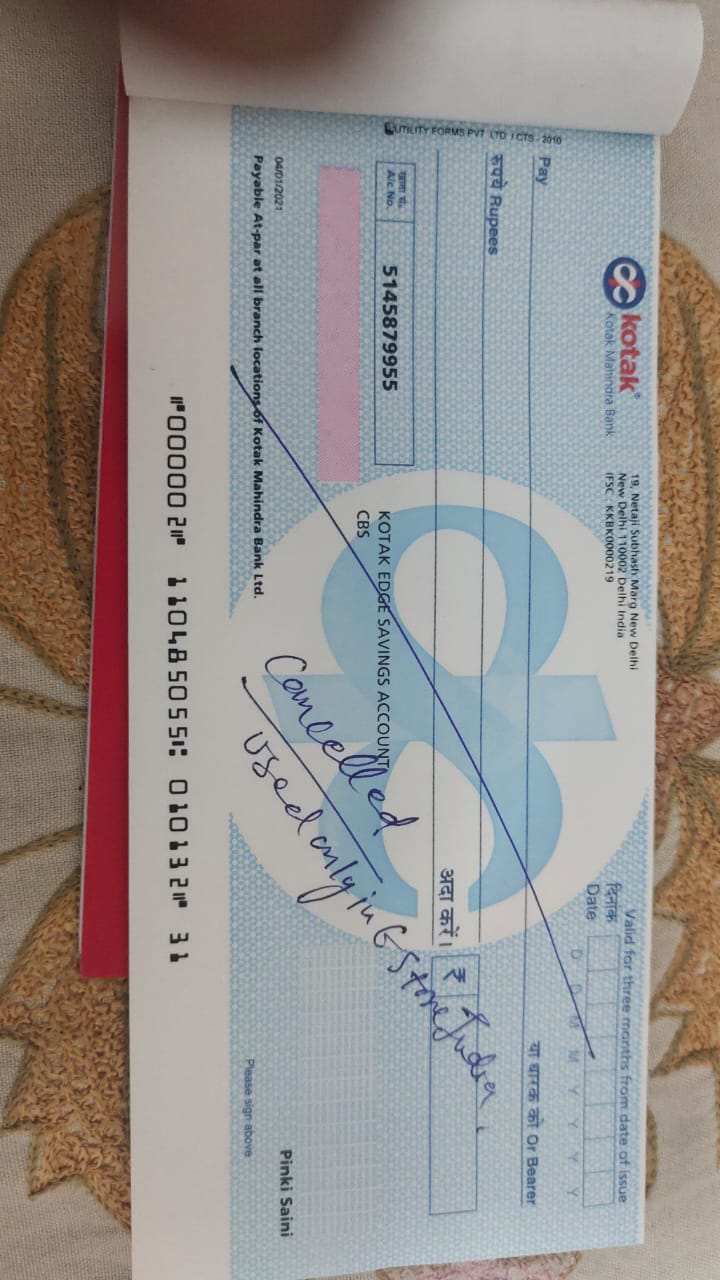 UTILITY FORMS PVT. LTD. / CTS - 2010
kotak®
Kotak Mahindra Bank
19, Netaji Subhash Marg New Delhi
New Delhi 110002 Delhi India
IFSC : KKBK0000219
Valid for three months from date of issue
दिनांक
Date
D D M M Y Y Y Y
Pay
या धारक को Or Bearer
रुपये Rupees
अदा करें। ₹
खाता सं.
A/c No.
5145879955
KOTAK EDGE SAVINGS ACCOUNT
CBS
Cancelled
used only in G Store India.
04/01/2021
Payable At-par at all branch locations of Kotak Mahindra Bank Ltd.
Pinki Saini
Please sign above
⑈000002⑈ 110485055⑆ 010132⑈ 31